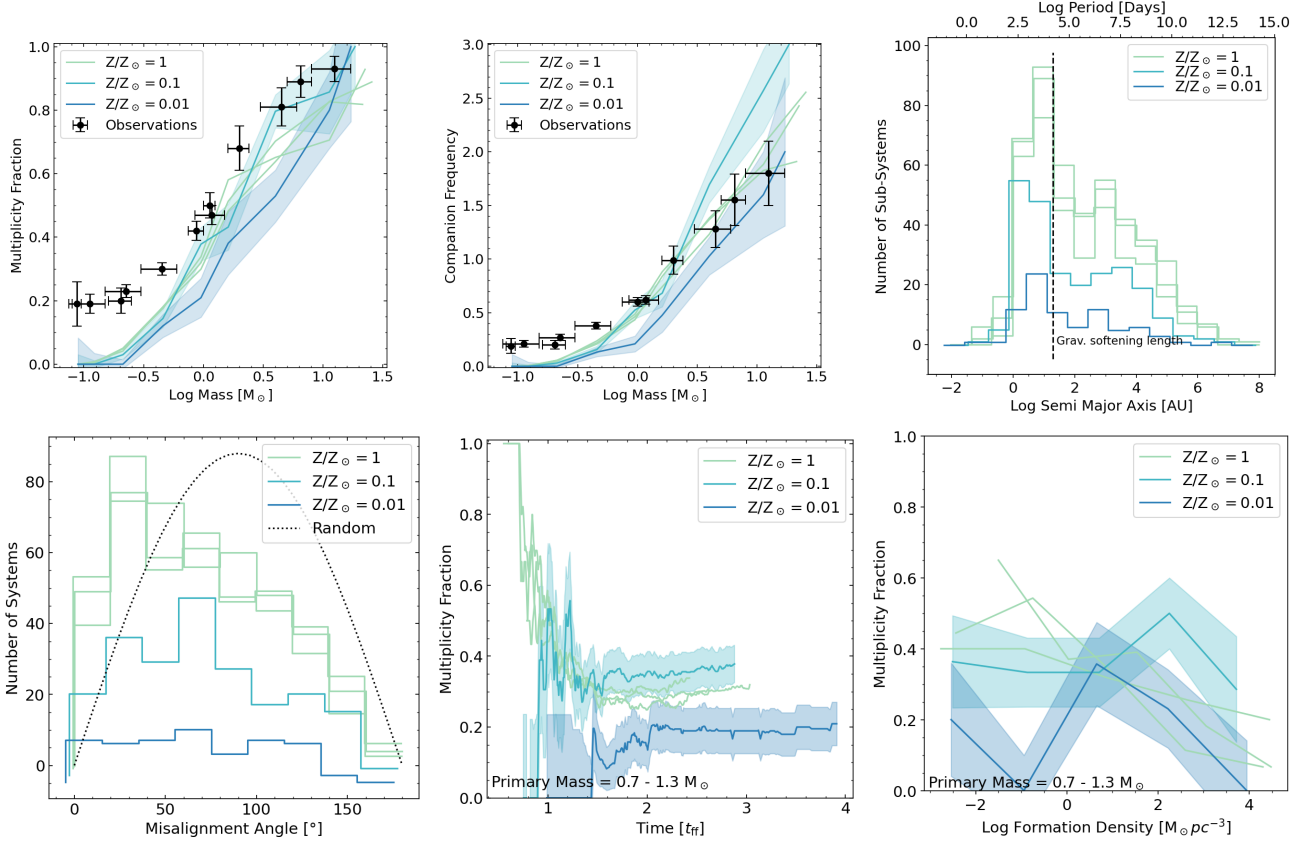 Log Period [Days]
0.0 2.5 5.0 7.5 10.0 12.5 15.0
1.0
0.8
0.6
0.4
0.2
0.0
Multiplicity Fraction
Z/Z⊙ = 1
Z/Z⊙ = 0.1
Z/Z⊙ = 0.01
Observations
−1.0 −0.5 0.0 0.5 1.0 1.5
Log Mass [M⊙]
3.0
2.5
2.0
1.5
1.0
0.5
0.0
Companion Frequency
Z/Z⊙ = 1
Z/Z⊙ = 0.1
Z/Z⊙ = 0.01
Observations
−1.0 −0.5 0.0 0.5 1.0 1.5
Log Mass [M⊙]
100
80
60
40
20
0
Number of Sub-Systems
Z/Z⊙ = 1
Z/Z⊙ = 0.1
Z/Z⊙ = 0.01
Grav. softening length
−2 0 2 4 6 8
Log Semi Major Axis [AU]
80
60
40
20
0
Number of Systems
Z/Z⊙ = 1
Z/Z⊙ = 0.1
Z/Z⊙ = 0.01
Random
0 50 100 150
Misalignment Angle [°]
1.0
0.8
0.6
0.4
0.2
0.0
Multiplicity Fraction
Z/Z⊙ = 1
Z/Z⊙ = 0.1
Z/Z⊙ = 0.01
Primary Mass = 0.7 - 1.3 M⊙
1 2 3 4
Time [tff]
1.0
0.8
0.6
0.4
0.2
0.0
Multiplicity Fraction
Z/Z⊙ = 1
Z/Z⊙ = 0.1
Z/Z⊙ = 0.01
Primary Mass = 0.7 - 1.3 M⊙
−2 0 2 4
Log Formation Density [M⊙pc⁻³]